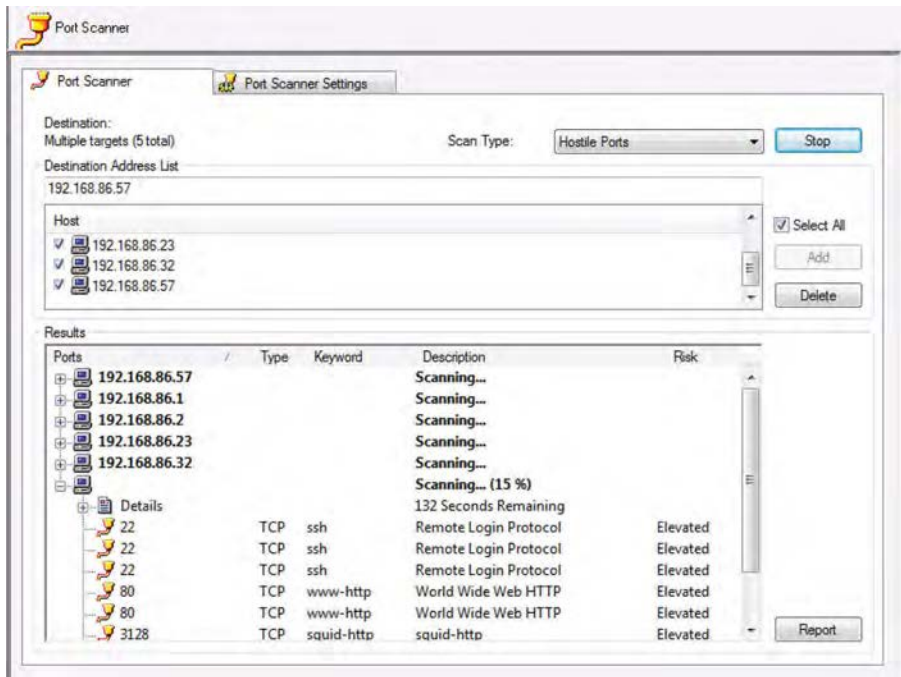 Port Scanner
Port Scanner Port Scanner Settings
Destination:
Multiple targets (5 total) Scan Type: Hostile Ports Stop
Destination Address List
192.168.86.57
Host Select All
192.168.86.23
192.168.86.32 Add
192.168.86.57 Delete
Results
Ports Type Keyword Description Risk
192.168.86.57 Scanning...
192.168.86.1 Scanning...
192.168.86.2 Scanning...
192.168.86.23 Scanning...
192.168.86.32 Scanning...
Scanning... (15 %)
Details 132 Seconds Remaining
22 TCP ssh Remote Login Protocol Elevated
22 TCP ssh Remote Login Protocol Elevated
22 TCP ssh Remote Login Protocol Elevated
80 TCP www-http World Wide Web HTTP Elevated
80 TCP www-http World Wide Web HTTP Elevated
3128 TCP squid-http squid-http Elevated Report